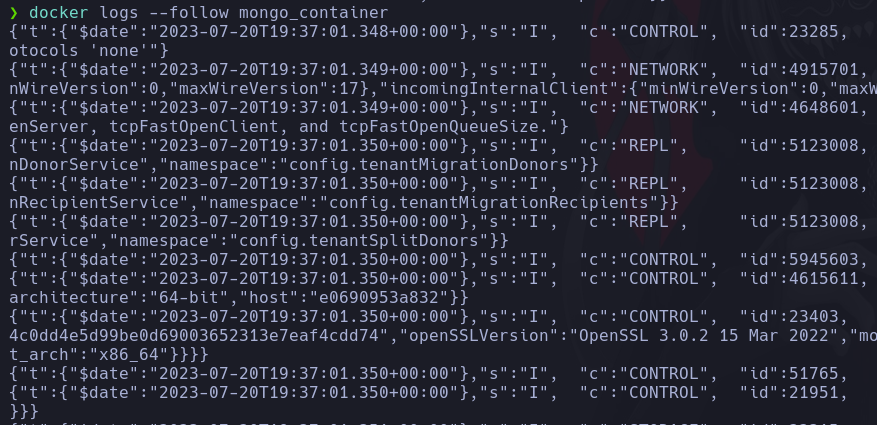 ❯ docker logs --follow mongo_container
{"t":{"$date":"2023-07-20T19:37:01.348+00:00"},"s":"I",  "c":"CONTROL",  "id":23285,
otocols 'none'"}
{"t":{"$date":"2023-07-20T19:37:01.349+00:00"},"s":"I",  "c":"NETWORK",  "id":4915701,
nWireVersion":0,"maxWireVersion":17},"incomingInternalClient":{"minWireVersion":0,"maxW
{"t":{"$date":"2023-07-20T19:37:01.349+00:00"},"s":"I",  "c":"NETWORK",  "id":4648601,
enServer, tcpFastOpenClient, and tcpFastOpenQueueSize."}
{"t":{"$date":"2023-07-20T19:37:01.350+00:00"},"s":"I",  "c":"REPL",     "id":5123008,
nDonorService","namespace":"config.tenantMigrationDonors"}}
{"t":{"$date":"2023-07-20T19:37:01.350+00:00"},"s":"I",  "c":"REPL",     "id":5123008,
nRecipientService","namespace":"config.tenantMigrationRecipients"}}
{"t":{"$date":"2023-07-20T19:37:01.350+00:00"},"s":"I",  "c":"REPL",     "id":5123008,
rService","namespace":"config.tenantSplitDonors"}}
{"t":{"$date":"2023-07-20T19:37:01.350+00:00"},"s":"I",  "c":"CONTROL",  "id":5945603,
{"t":{"$date":"2023-07-20T19:37:01.350+00:00"},"s":"I",  "c":"CONTROL",  "id":4615611,
architecture":"64-bit","host":"e0690953a832"}}
{"t":{"$date":"2023-07-20T19:37:01.350+00:00"},"s":"I",  "c":"CONTROL",  "id":23403,
4c0dd4e5d99be0d69003652313e7eaf4cdd74","openSSLVersion":"OpenSSL 3.0.2 15 Mar 2022","mo
t_arch":"x86_64"}}}}
{"t":{"$date":"2023-07-20T19:37:01.350+00:00"},"s":"I",  "c":"CONTROL",  "id":51765,
{"t":{"$date":"2023-07-20T19:37:01.350+00:00"},"s":"I",  "c":"CONTROL",  "id":21951,
}}}